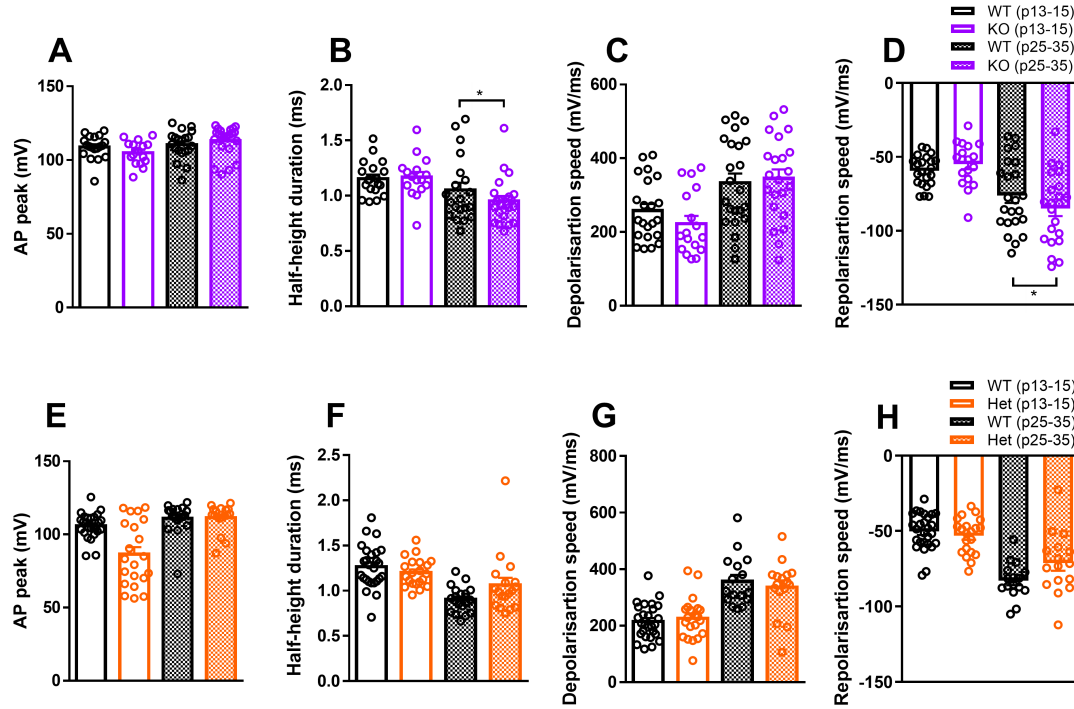 WT (p13-15)
KO (p13-15)
WT (p25-35)
KO (p25-35)
A
B
C
D
AP peak (mV)
150
100
50
0
Half-height duration (ms)
2.0
1.5
1.0
0.5
0.0
*
Depolarisartion speed (mV/ms)
600
400
200
0
Repolarisartion speed (mV/ms)
0
-50
-100
-150
*
WT (p13-15)
Het (p13-15)
WT (p25-35)
Het (p25-35)
E
F
G
H
AP peak (mV)
150
100
50
0
Half-height duration (ms)
2.5
2.0
1.5
1.0
0.5
0.0
Depolarisartion speed (mV/ms)
800
600
400
200
0
Repolarisartion speed (mV/ms)
0
-50
-100
-150